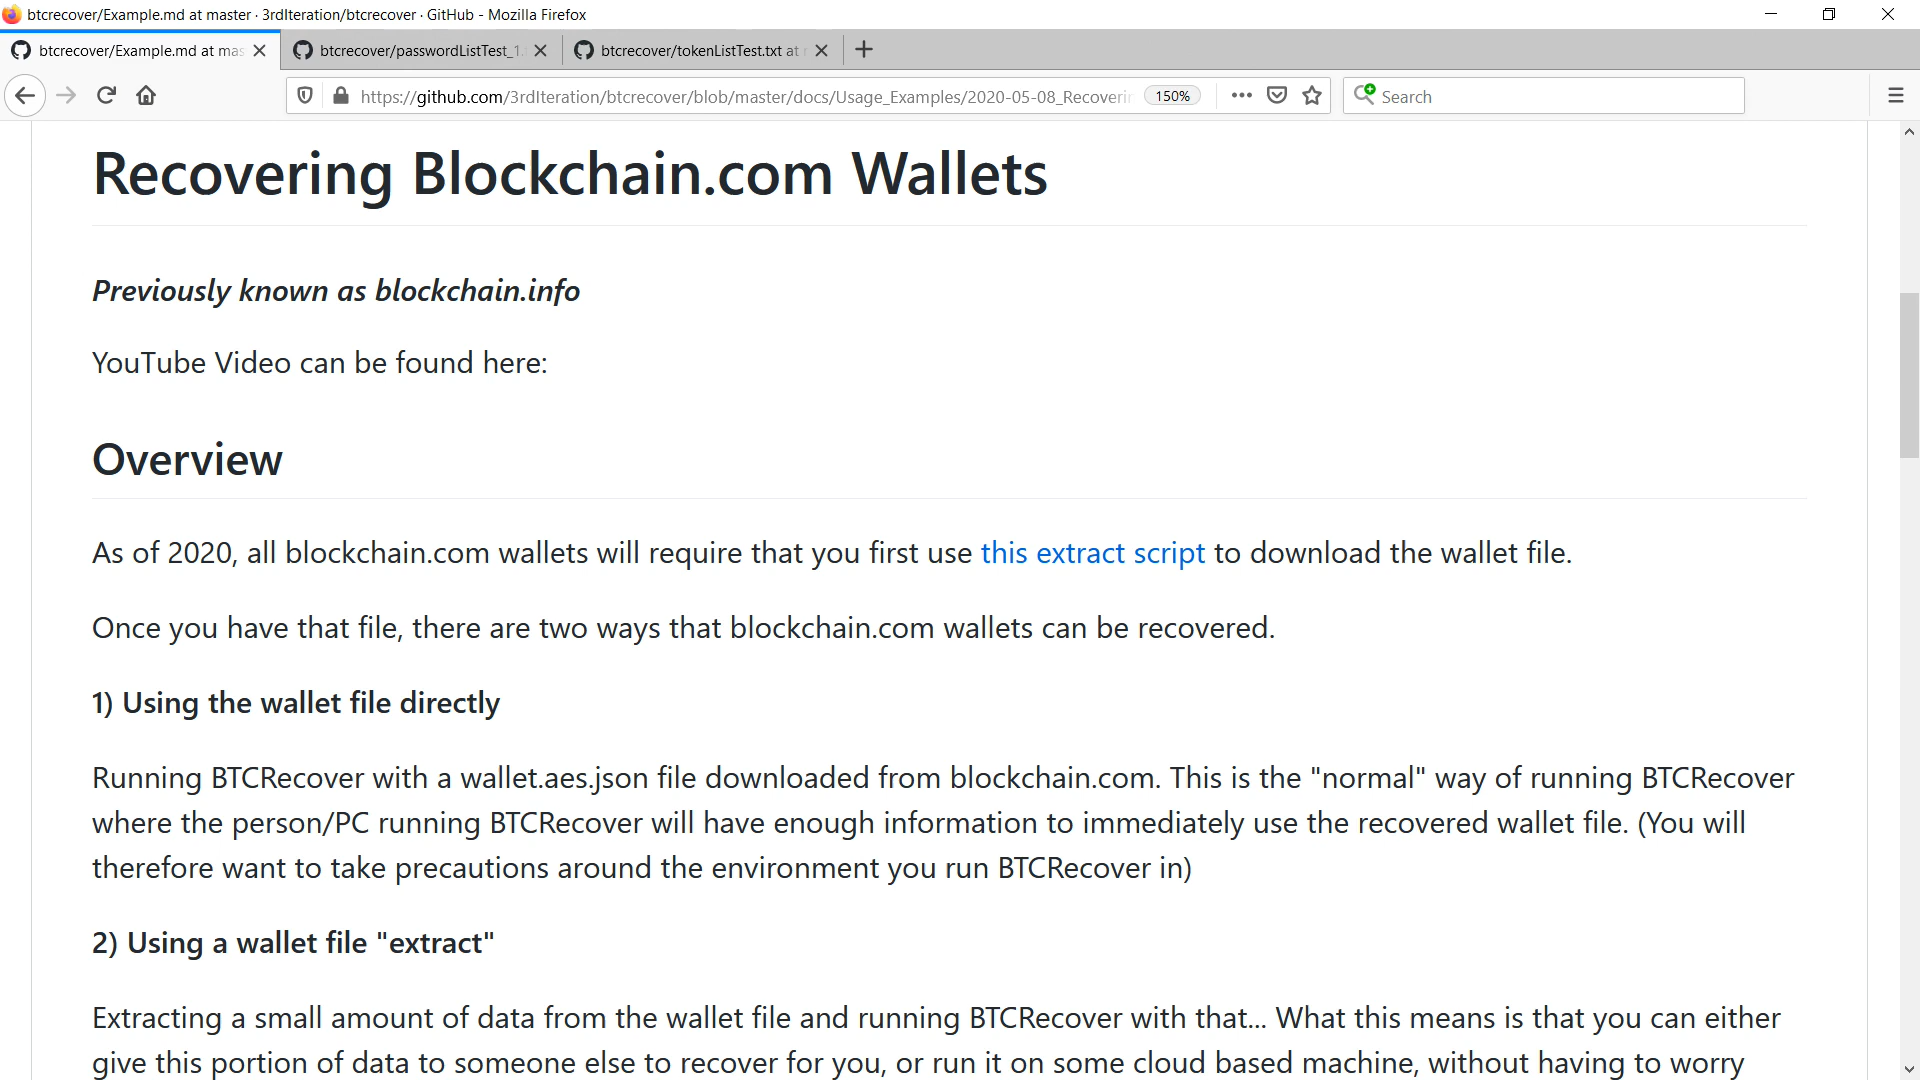 btcrecover/Example.md at master · 3rdIteration/btcrecover · GitHub - Mozilla Firefox
btcrecover/Example.md at mas
btcrecover/passwordListTest_1.
btcrecover/tokenListTest.txt at
https://github.com/3rdIteration/btcrecover/blob/master/docs/Usage_Examples/2020-05-08_Recoverin
150%
Search
Recovering Blockchain.com Wallets
Previously known as blockchain.info
YouTube Video can be found here:
Overview
As of 2020, all blockchain.com wallets will require that you first use this extract script to download the wallet file.
Once you have that file, there are two ways that blockchain.com wallets can be recovered.
1) Using the wallet file directly
Running BTCRecover with a wallet.aes.json file downloaded from blockchain.com. This is the "normal" way of running BTCRecover
where the person/PC running BTCRecover will have enough information to immediately use the recovered wallet file. (You will
therefore want to take precautions around the environment you run BTCRecover in)
2) Using a wallet file "extract"
Extracting a small amount of data from the wallet file and running BTCRecover with that... What this means is that you can either
give this portion of data to someone else to recover for you, or run it on some cloud based machine, without having to worry